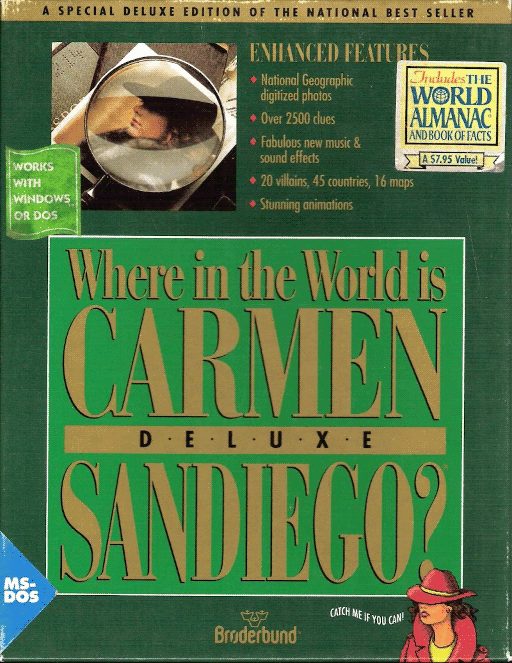 A SPECIAL DELUXE EDITION OF THE NATIONAL BEST SELLER
ENHANCED FEATURES
National Geographic
digitized photos
Over 2500 clues
Fabulous new music &
sound effects
20 villains, 45 countries, 16 maps
Stunning animations
Includes THE
WORLD
ALMANAC
AND BOOK OF FACTS
A $7.95 Value!
WORKS
WITH
WINDOWS
OR DOS
Where in the World is
CARMEN
D·E·L·U·X·E
SANDIEGO?
MS-
DOS
CATCH ME IF YOU CAN!
Brøderbund